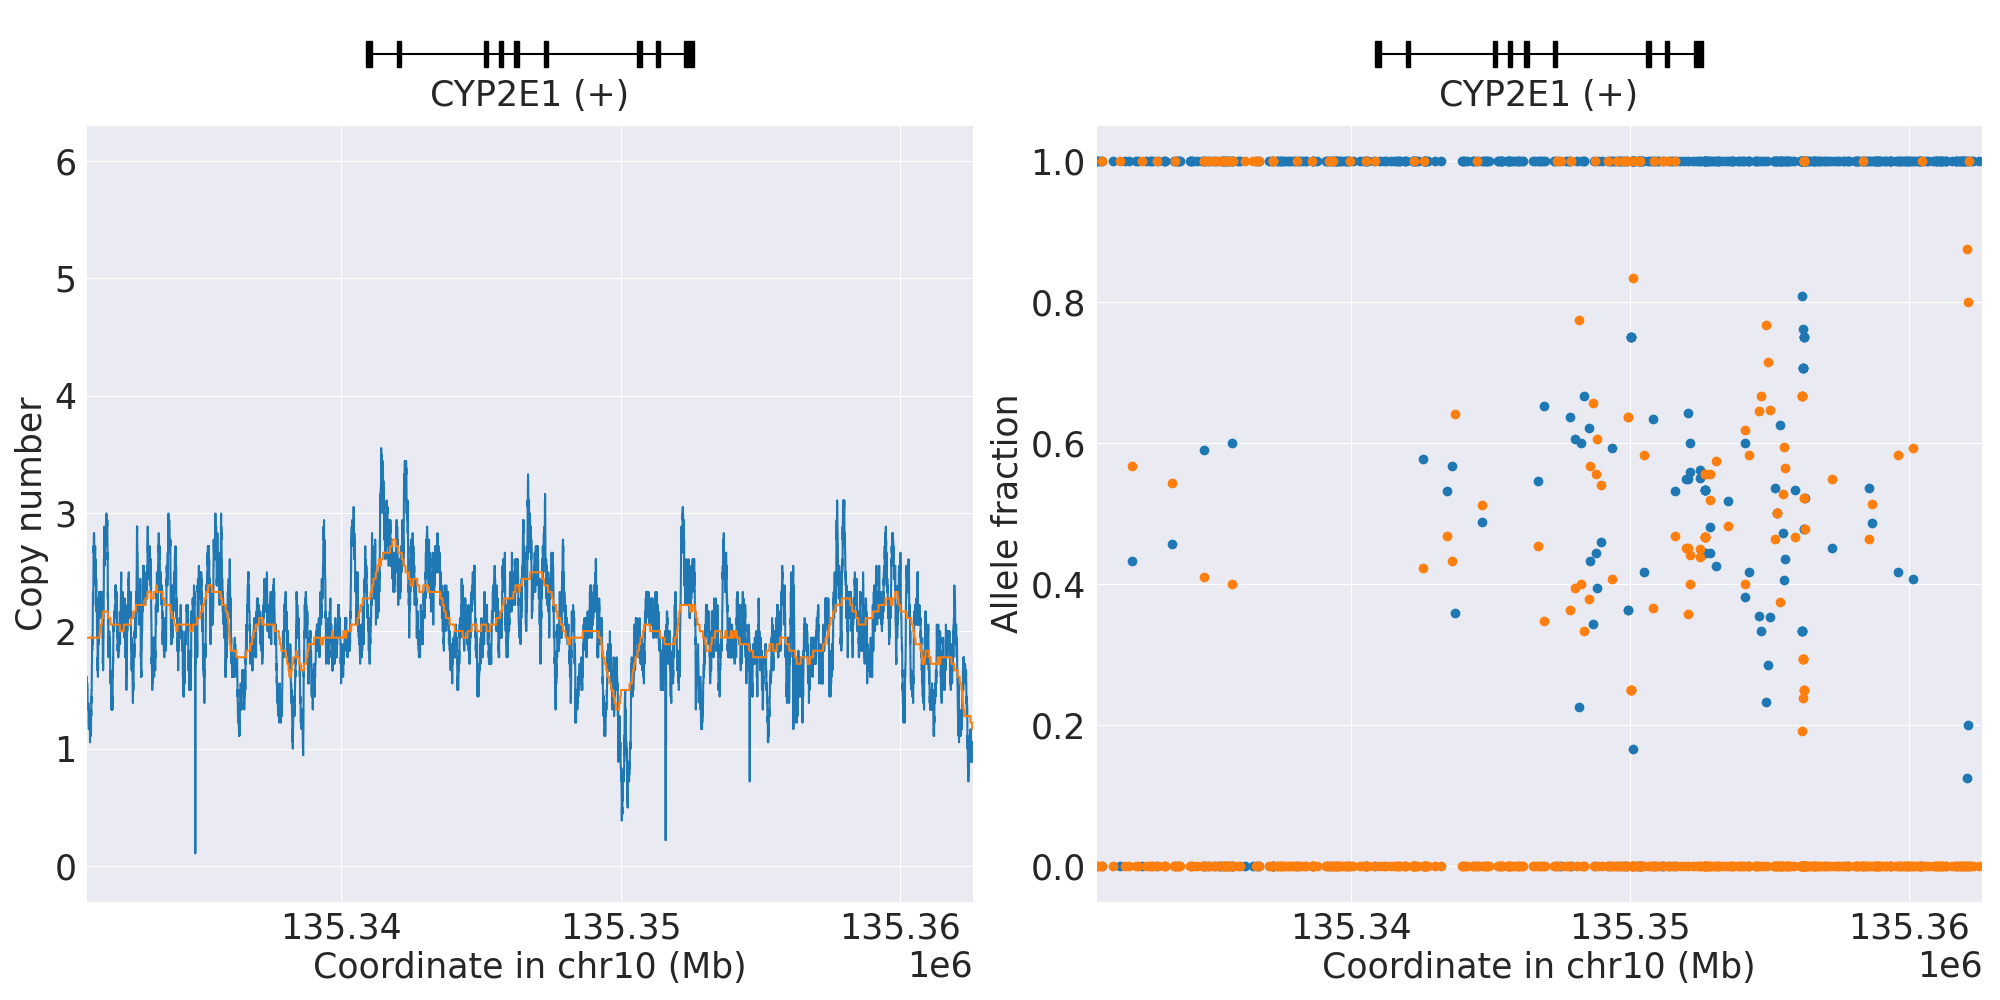 CYP2E1 (+)
CYP2E1 (+)
Copy number
6
5
4
3
2
1
0
135.34
135.35
135.36
Coordinate in chr10 (Mb)
1e6
Allele fraction
1.0
0.8
0.6
0.4
0.2
0.0
135.34
135.35
135.36
Coordinate in chr10 (Mb)
1e6